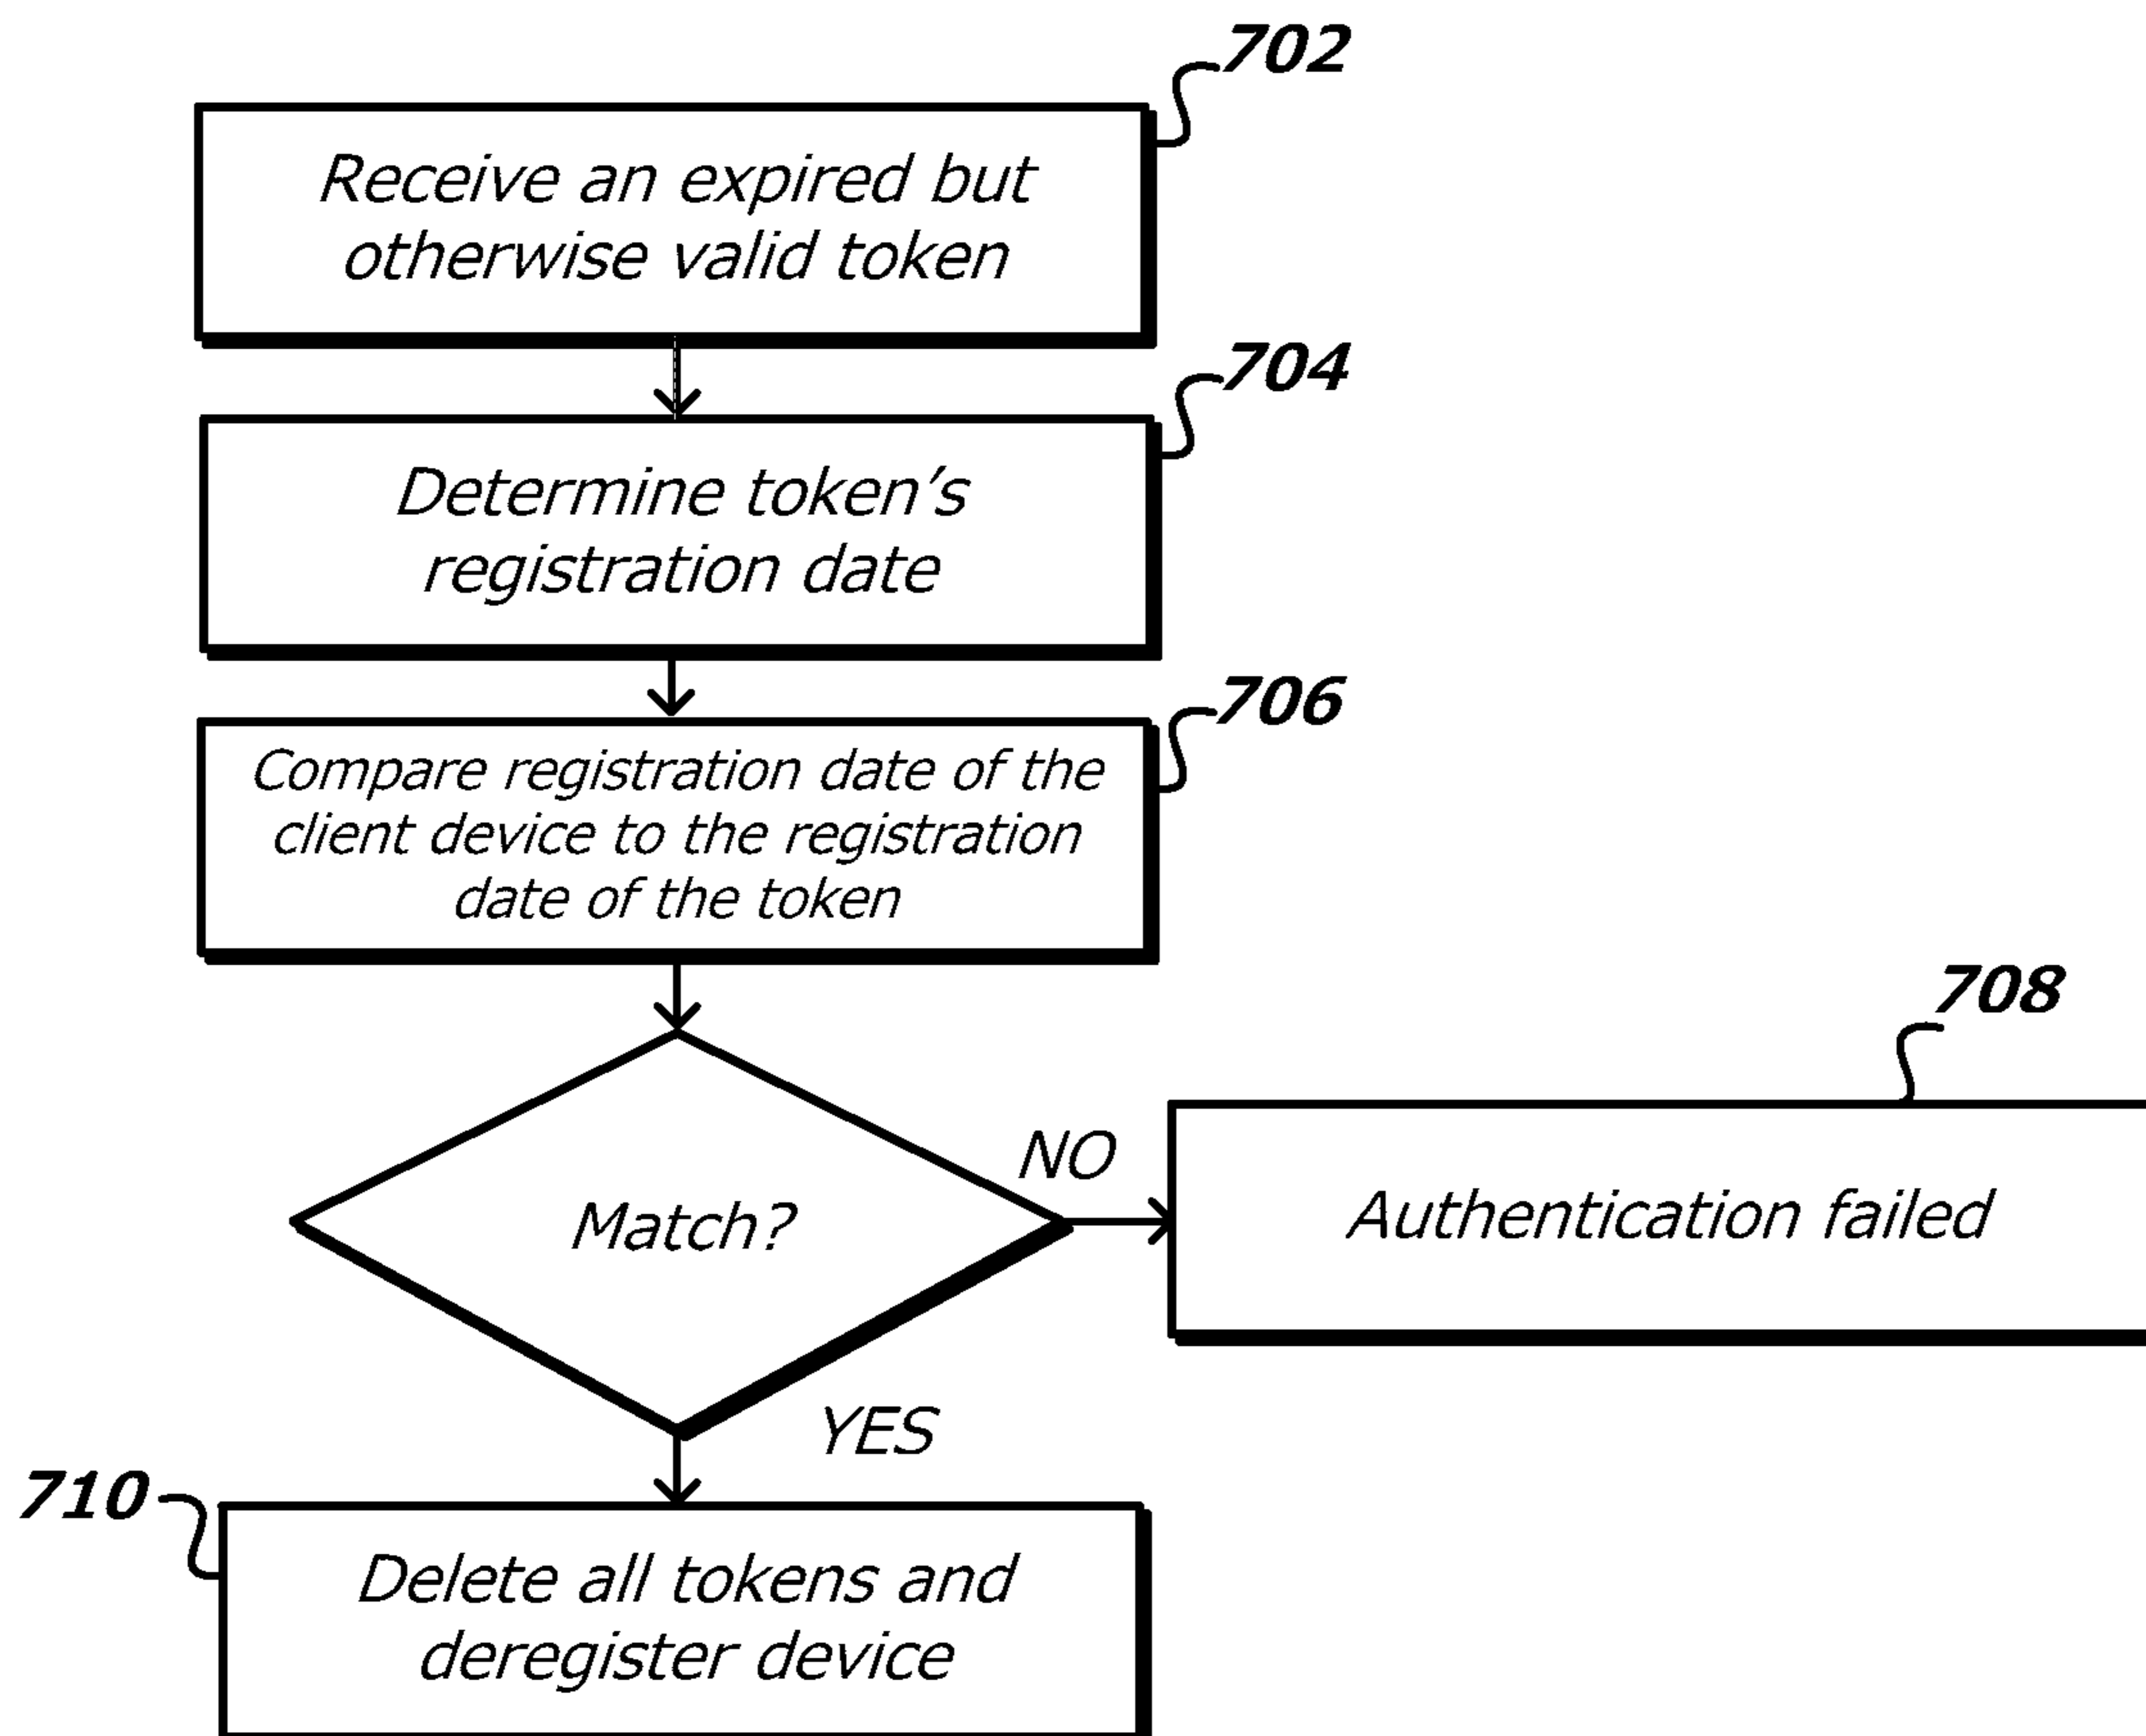 702
Receive an expired but
otherwise valid token
704
Determine token's
registration date
706
Compare registration date of the
client device to the registration
date of the token
708
NO
Match?
Authentication failed
YES
710
Delete all tokens and
deregister device